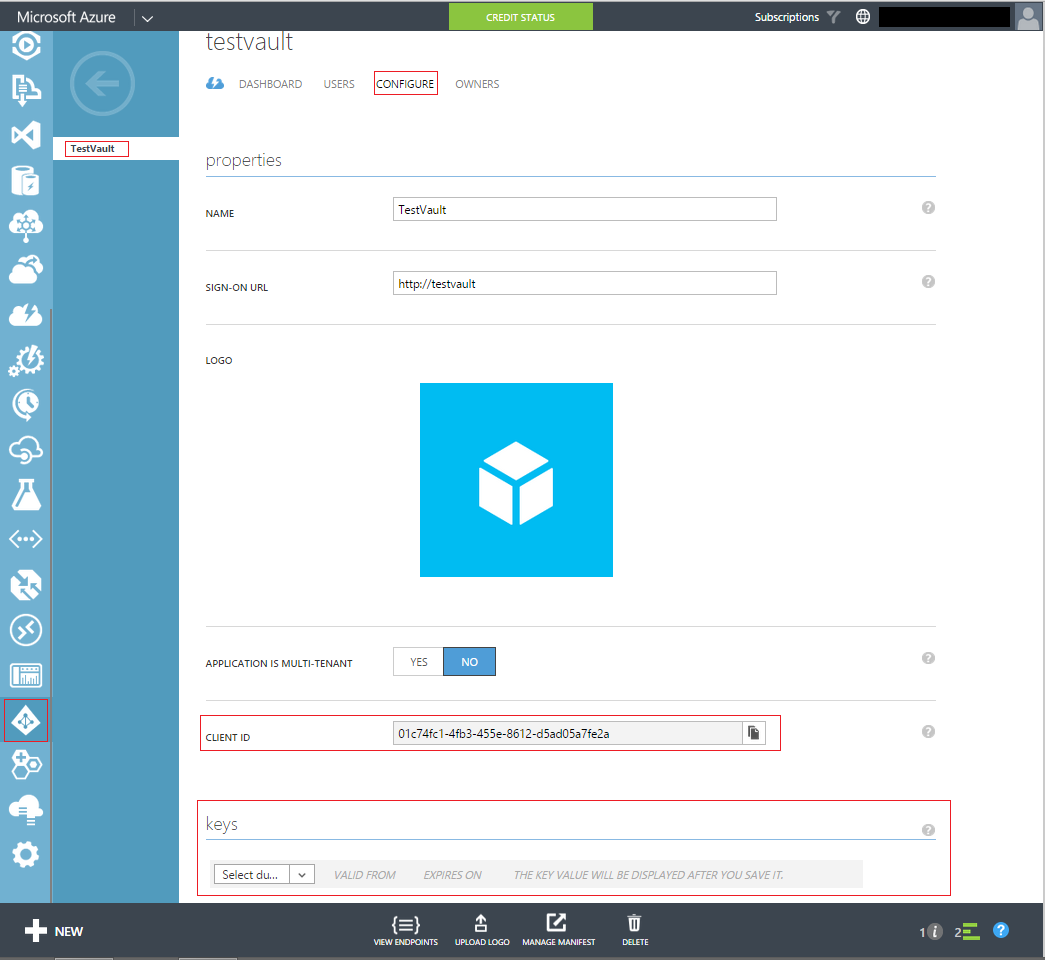 Microsoft Azure
CREDIT STATUS
Subscriptions
testvault
DASHBOARD USERS CONFIGURE OWNERS
TestVault
properties
NAME TestVault ?
SIGN-ON URL http://testvault ?
LOGO
APPLICATION IS MULTI-TENANT YES NO ?
CLIENT ID 01c74fc1-4fb3-455e-8612-d5ad05a7fe2a ?
keys ?
Select du... VALID FROM EXPIRES ON THE KEY VALUE WILL BE DISPLAYED AFTER YOU SAVE IT.
NEW
VIEW ENDPOINTS UPLOAD LOGO MANAGE MANIFEST DELETE
1 i 2 ?